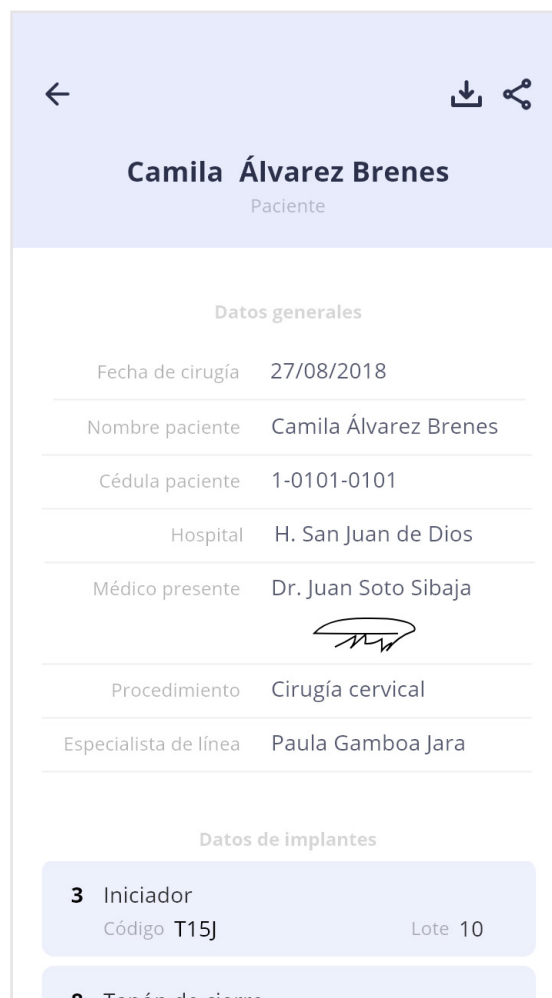 Camila Álvarez Brenes
Paciente
Datos generales
Fecha de cirugía 27/08/2018
Nombre paciente Camila Álvarez Brenes
Cédula paciente 1-0101-0101
Hospital H. San Juan de Dios
Médico presente Dr. Juan Soto Sibaja
Procedimiento Cirugía cervical
Especialista de línea Paula Gamboa Jara
Datos de implantes
3 Iniciador
Código T15J Lote 10